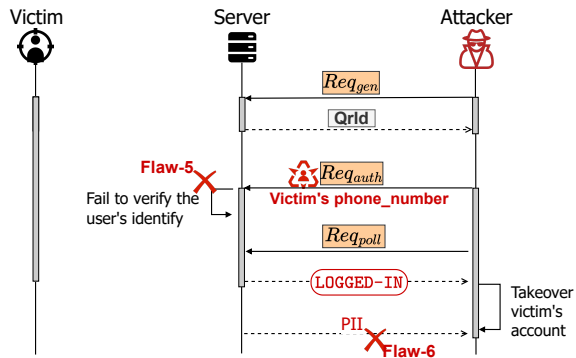 Victim
Server
Attacker
Req_gen
QrId
Flaw-5
Req_auth
Fail to verify the
user's identify
Victim's phone_number
Req_poll
LOGGED-IN
Takeover
victim's
account
PII
Flaw-6